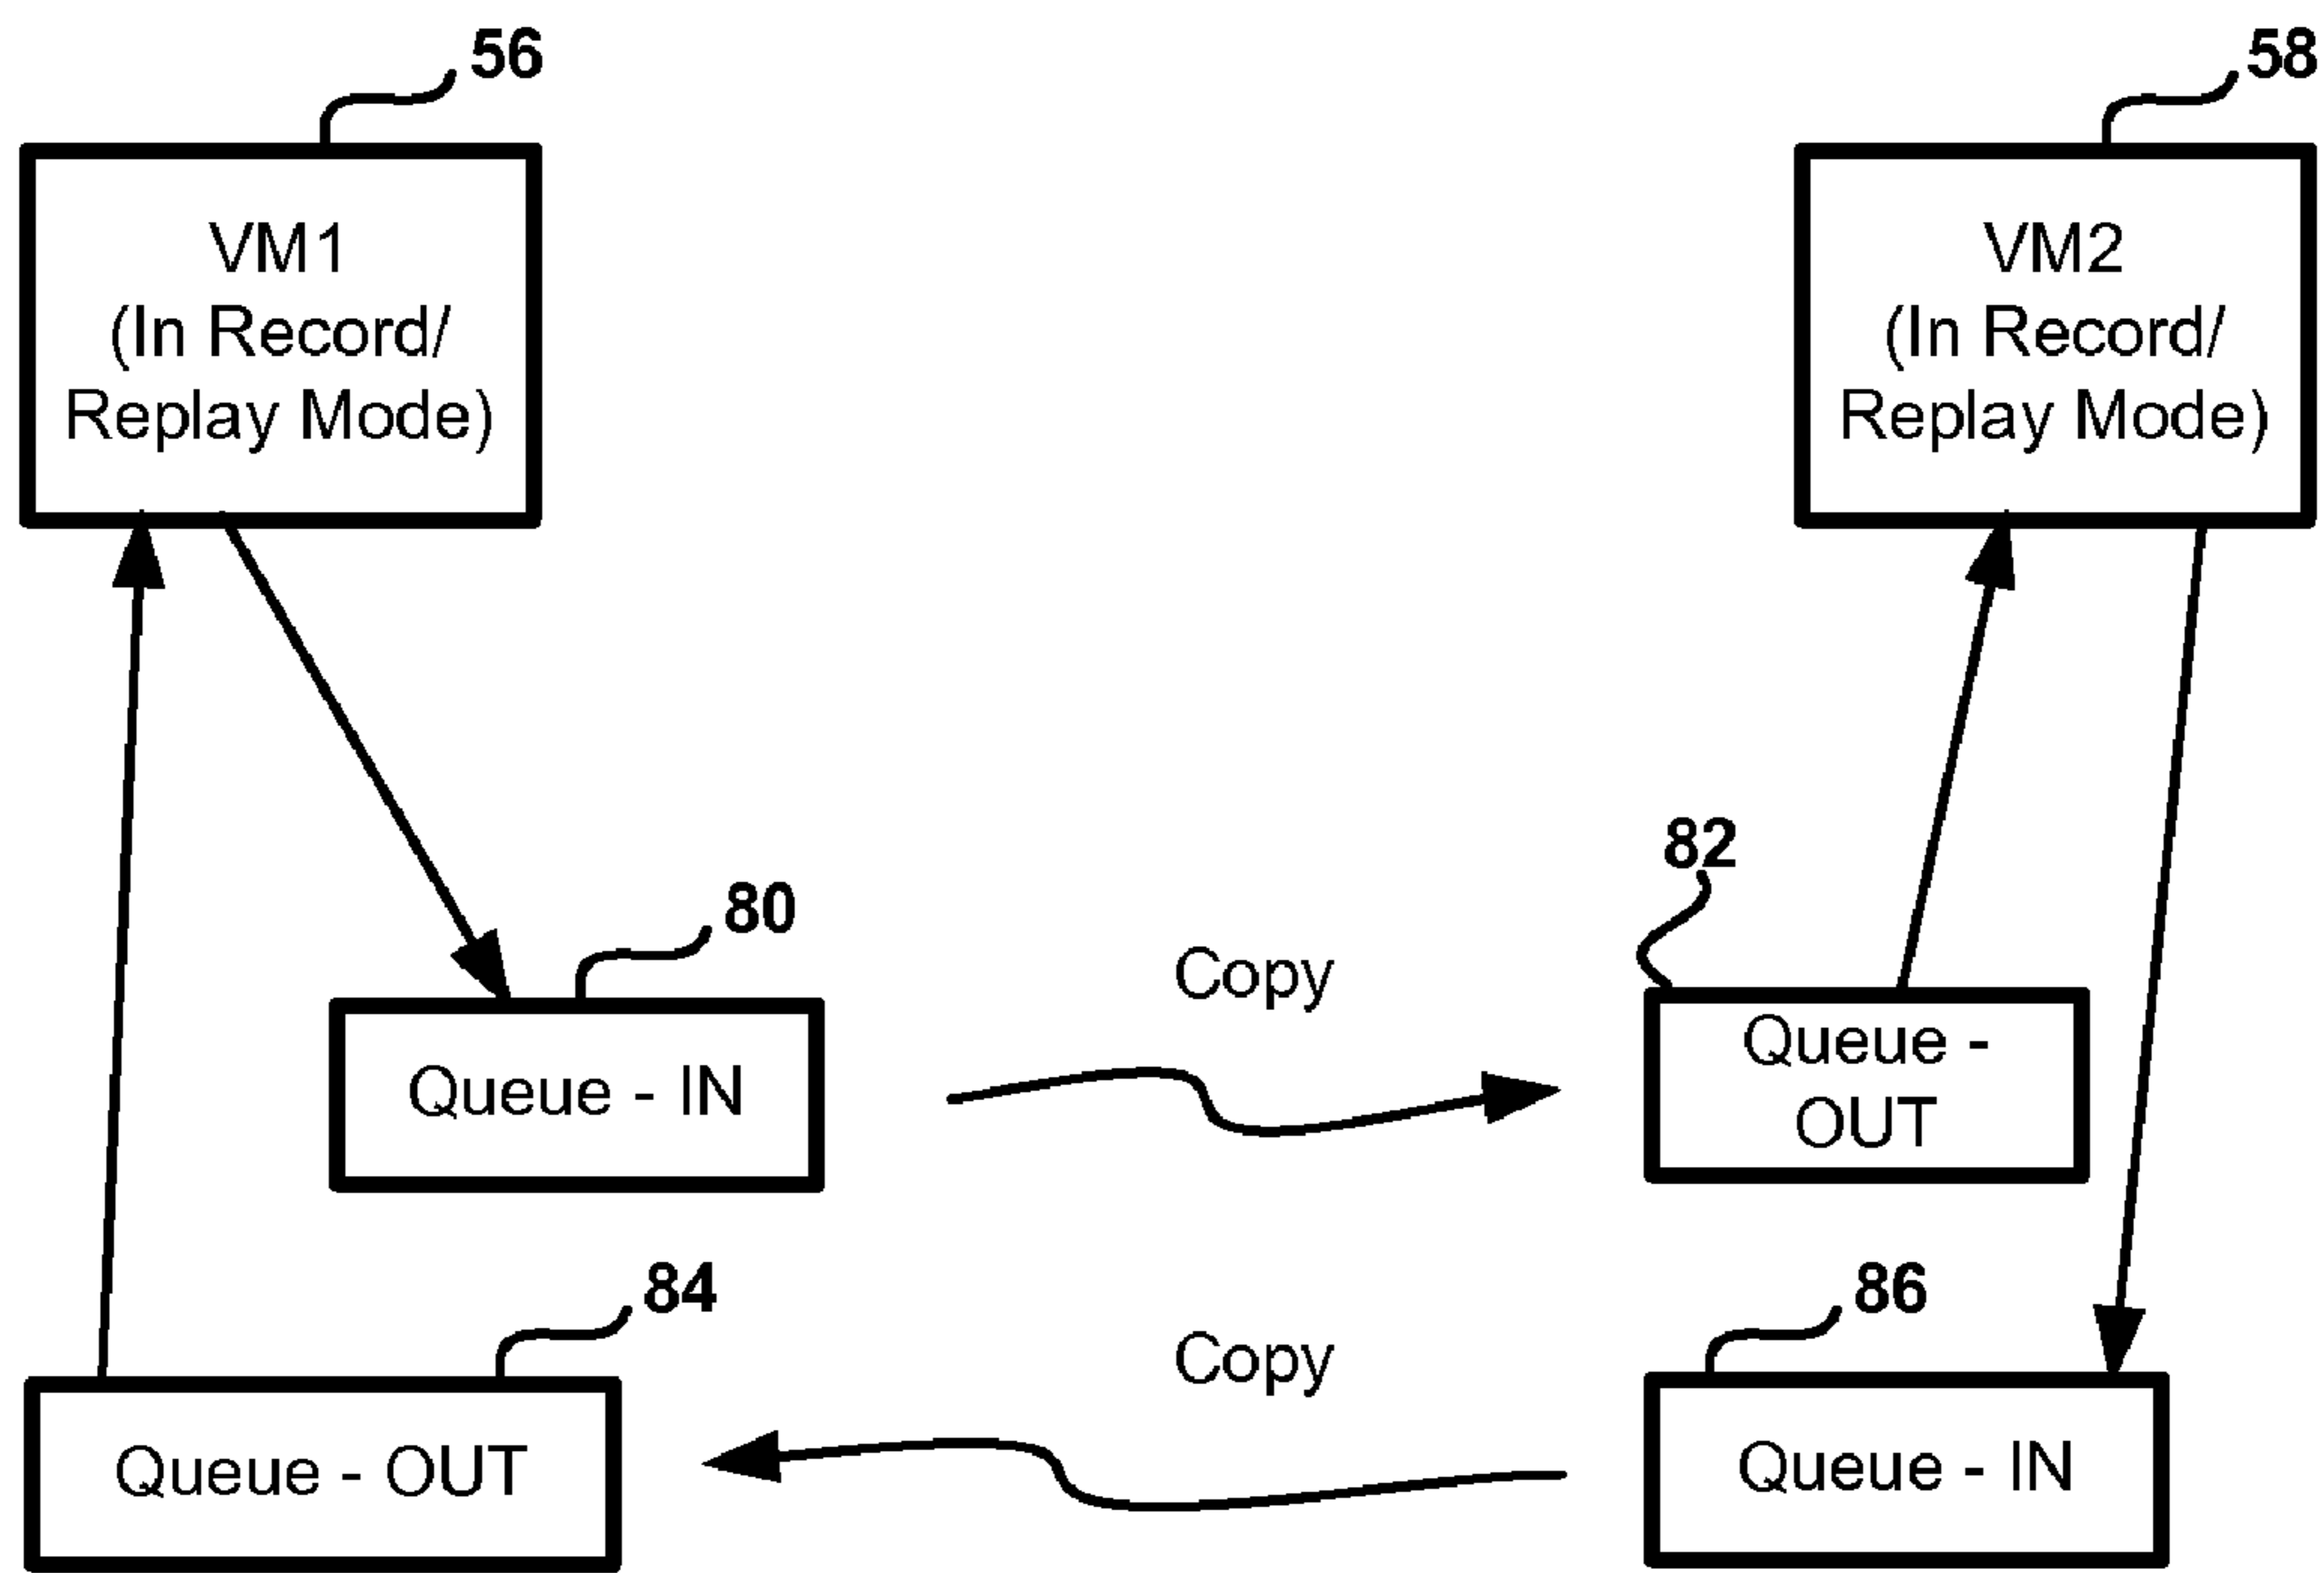 56
58
VM1
(In Record/
Replay Mode)
VM2
(In Record/
Replay Mode)
82
80
Copy
Queue -
OUT
Queue - IN
84
86
Copy
Queue - OUT
Queue - IN